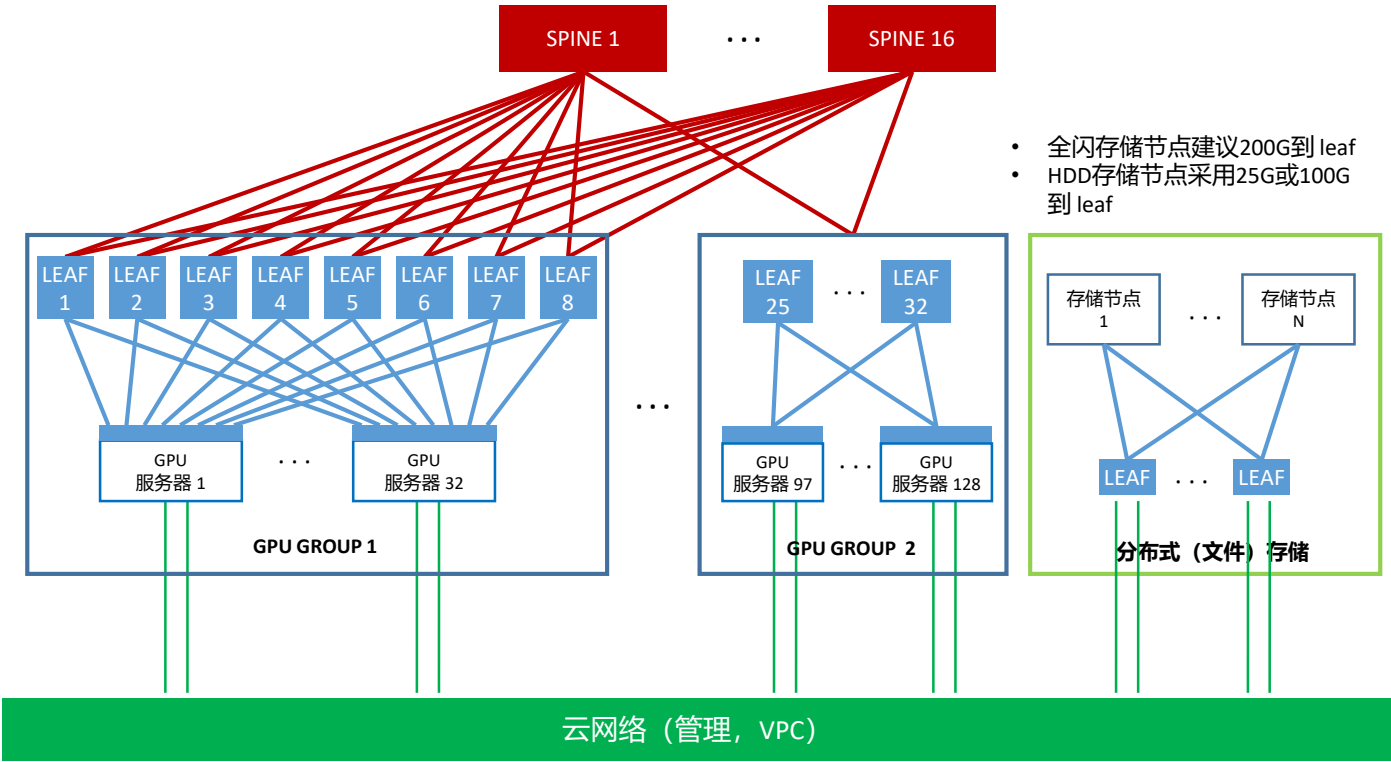 SPINE 1
· · ·
SPINE 16
• 全闪存储节点建议200G到 leaf
• HDD存储节点采用25G或100G
到 leaf
LEAF
1
LEAF
2
LEAF
3
LEAF
4
LEAF
5
LEAF
6
LEAF
7
LEAF
8
LEAF
25
· · ·
LEAF
32
存储节点
1
· · ·
存储节点
N
· · ·
GPU
服务器 1
· · ·
GPU
服务器 32
GPU
服务器 97
· · ·
GPU
服务器 128
LEAF
· · ·
LEAF
GPU GROUP 1
GPU GROUP 2
分布式（文件）存储
云网络（管理，VPC）